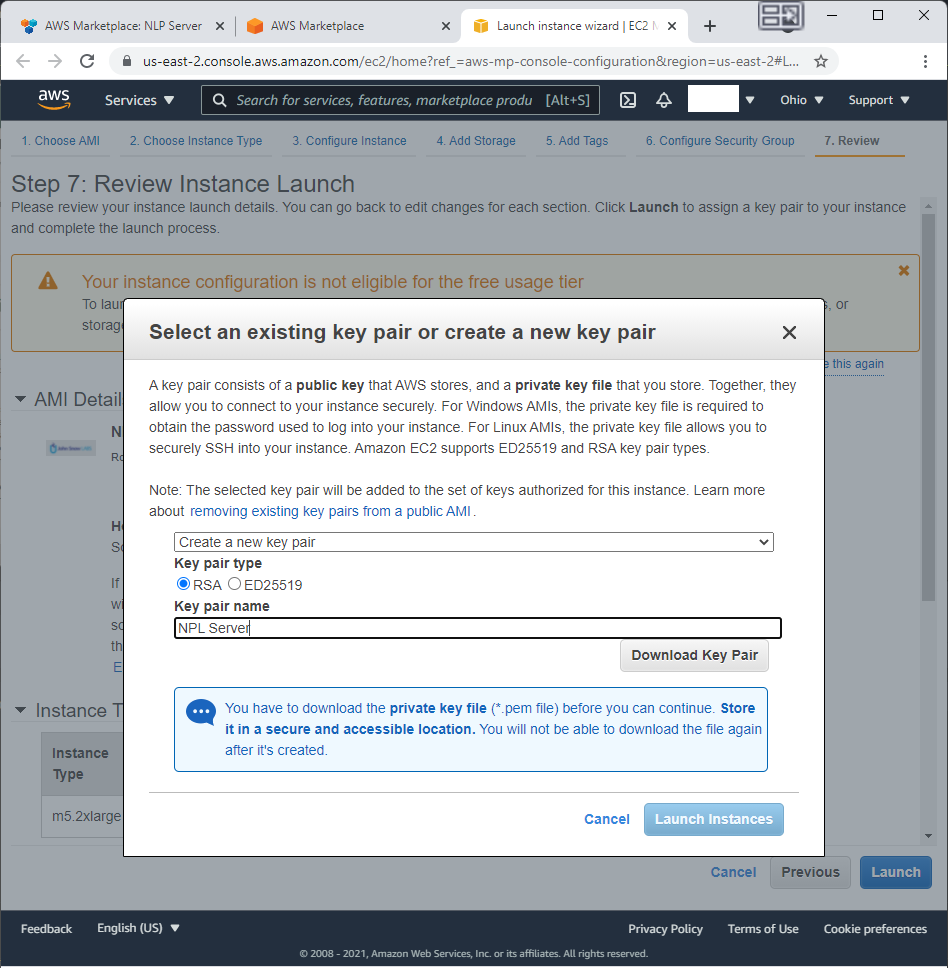 AWS Marketplace: NLP Server
AWS Marketplace
Launch instance wizard | EC2 M
us-east-2.console.aws.amazon.com/ec2/home?ref_=aws-mp-console-configuration&region=us-east-2#L...
aws
Services
Search for services, features, marketplace produ [Alt+S]
Ohio
Support
1. Choose AMI
2. Choose Instance Type
3. Configure Instance
4. Add Storage
5. Add Tags
6. Configure Security Group
7. Review
Step 7: Review Instance Launch
Please review your instance launch details. You can go back to edit changes for each section. Click Launch to assign a key pair to your instance
and complete the launch process.
Your instance configuration is not eligible for the free usage tier
To laun
s, or
storage
e this again
AMI Detail
Select an existing key pair or create a new key pair
A key pair consists of a public key that AWS stores, and a private key file that you store. Together, they
allow you to connect to your instance securely. For Windows AMIs, the private key file is required to
obtain the password used to log into your instance. For Linux AMIs, the private key file allows you to
securely SSH into your instance. Amazon EC2 supports ED25519 and RSA key pair types.
Note: The selected key pair will be added to the set of keys authorized for this instance. Learn more
about removing existing key pairs from a public AMI.
Create a new key pair
Key pair type
RSA ED25519
Key pair name
NPL Server
Download Key Pair
You have to download the private key file (*.pem file) before you can continue. Store
it in a secure and accessible location. You will not be able to download the file again
after it's created.
Cancel
Launch Instances
If
wi
th
Instance T
Instance
Type
m5.2xlarge
Cancel
Previous
Launch
Feedback
English (US)
Privacy Policy
Terms of Use
Cookie preferences
© 2008 - 2021, Amazon Web Services, Inc. or its affiliates. All rights reserved.